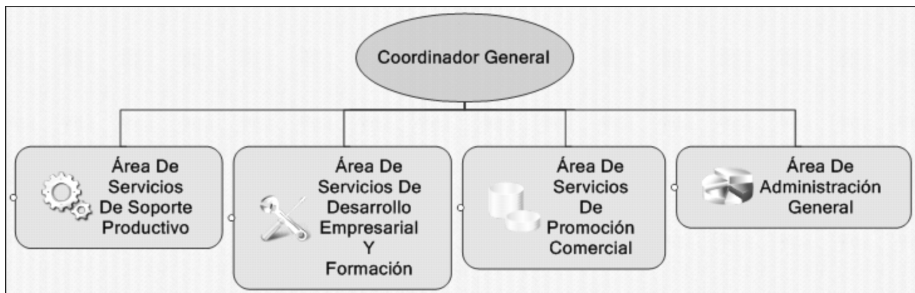 Coordinador General
Área De
Servicios
De Soporte
Productivo
Área De
Servicios De
Desarrollo
Empresarial
Y
Formación
Área De
Servicios
De
Promoción
Comercial
Área De
Administración
General